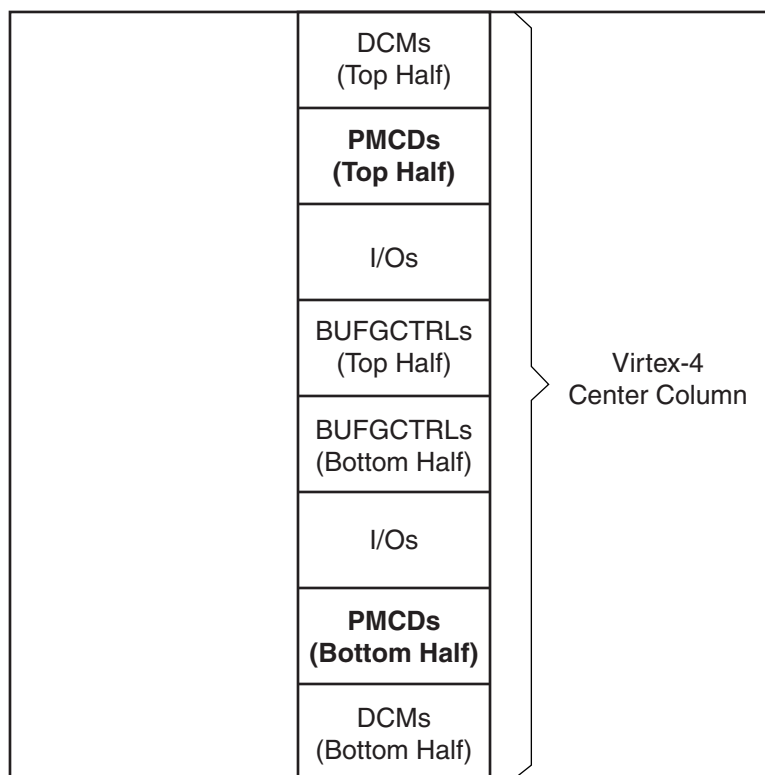 DCMs
(Top Half)
PMCDs
(Top Half)
I/Os
BUFGCTRLs
(Top Half)
BUFGCTRLs
(Bottom Half)
I/Os
PMCDs
(Bottom Half)
DCMs
(Bottom Half)
Virtex-4
Center Column